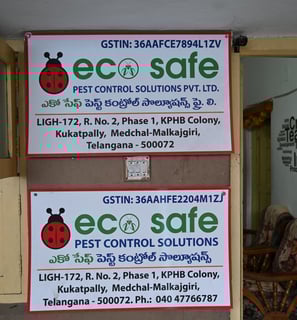 GSTIN: 36AAFCE7894L1ZV
eco safe
PEST CONTROL SOLUTIONS PVT. LTD.
ఎకో సేఫ్ పెస్ట్ కంట్రోల్ సొల్యూషన్స్ ప్రై. లి.
LIGH-172, R. No. 2, Phase 1, KPHB Colony,
Kukatpally, Medchal-Malkajgiri,
Telangana - 500072
GSTIN: 36AAHFE2204M1ZJ
eco safe
PEST CONTROL SOLUTIONS
ఎకో సేఫ్ పెస్ట్ కంట్రోల్ సొల్యూషన్స్
LIGH-172, R. No. 2, Phase 1, KPHB Colony,
Kukatpally, Medchal-Malkajgiri,
Telangana - 500072. Ph.: 040 47766787